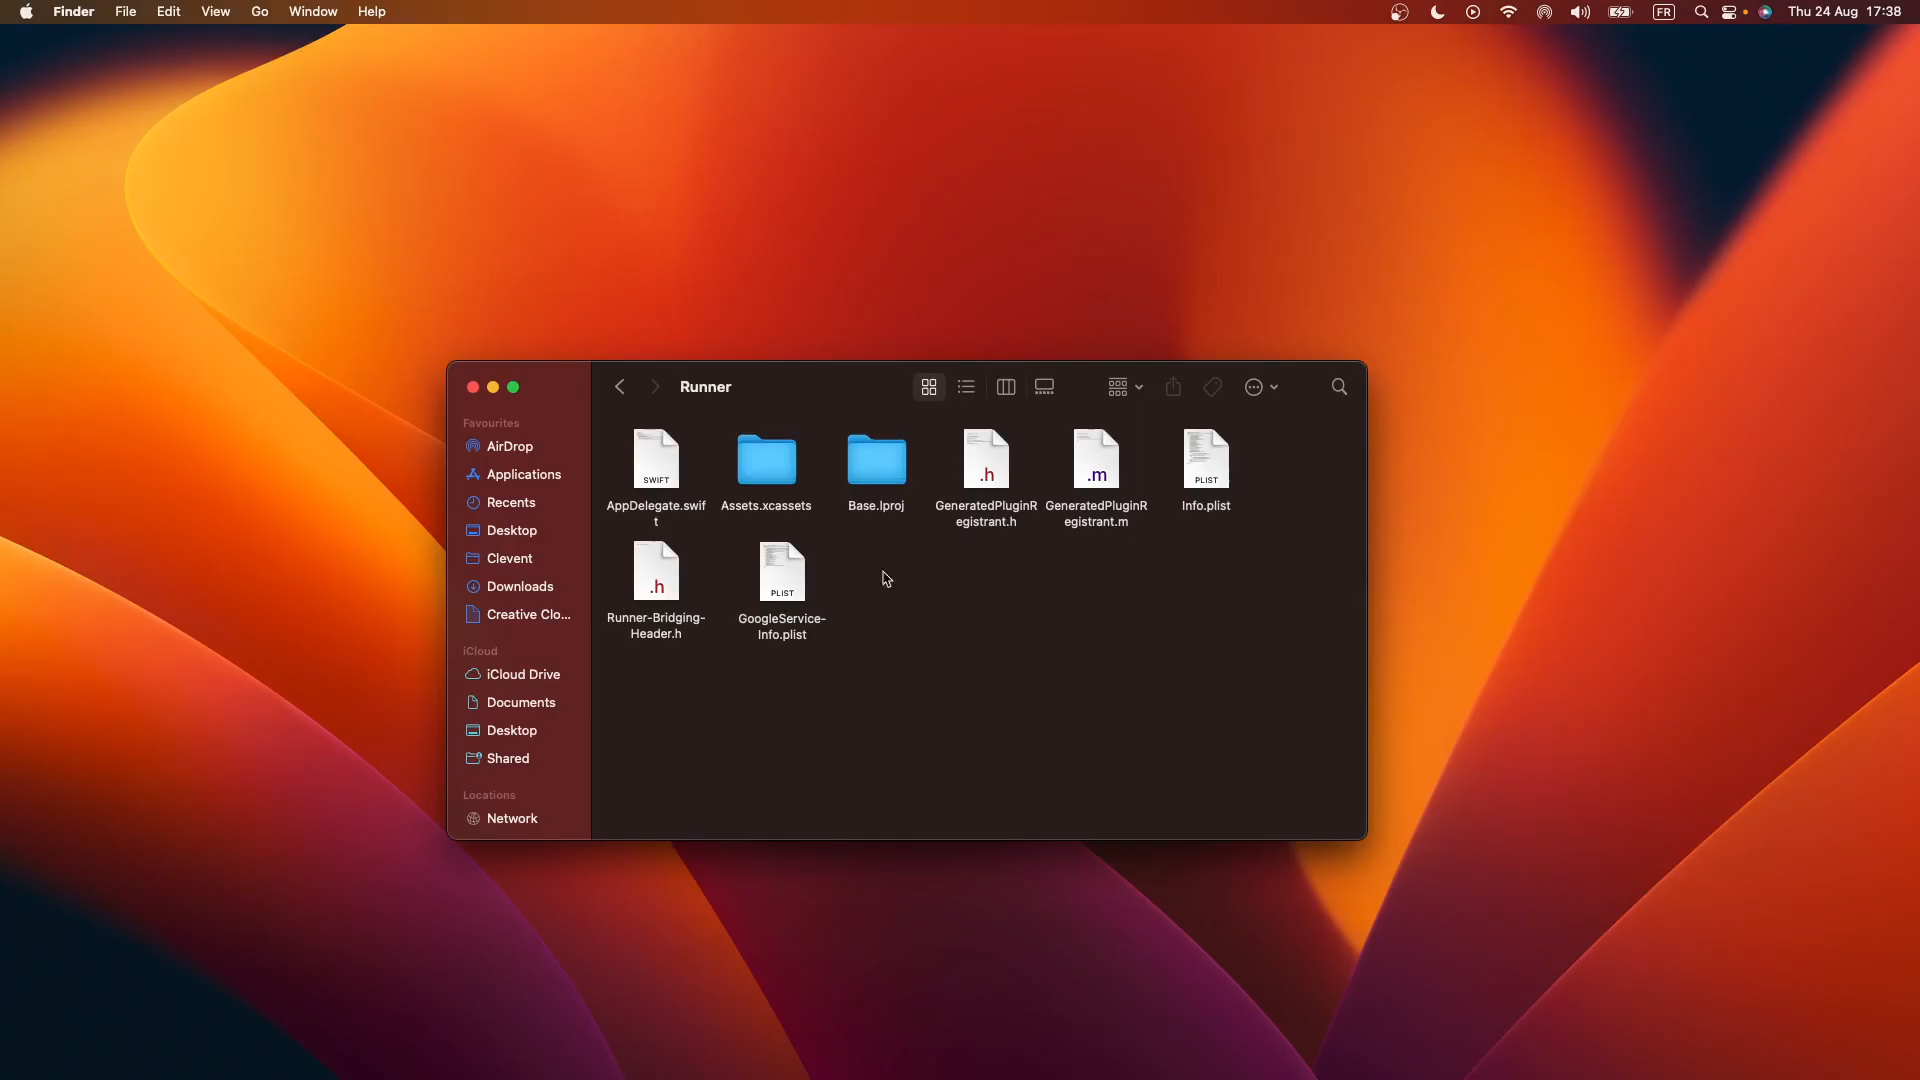 Finder File Edit View Go Window Help
FR Thu 24 Aug 17:38
Runner
Favourites
AirDrop
Applications
Recents
Desktop
Clevent
Downloads
Creative Clo...
iCloud
iCloud Drive
Documents
Desktop
Shared
Locations
Network
SWIFT .h .m PLIST
AppDelegate.swif Assets.xcassets Base.lproj GeneratedPluginR GeneratedPluginR Info.plist
t egistrant.h egistrant.m
.h PLIST
Runner-Bridging- GoogleService-
Header.h Info.plist